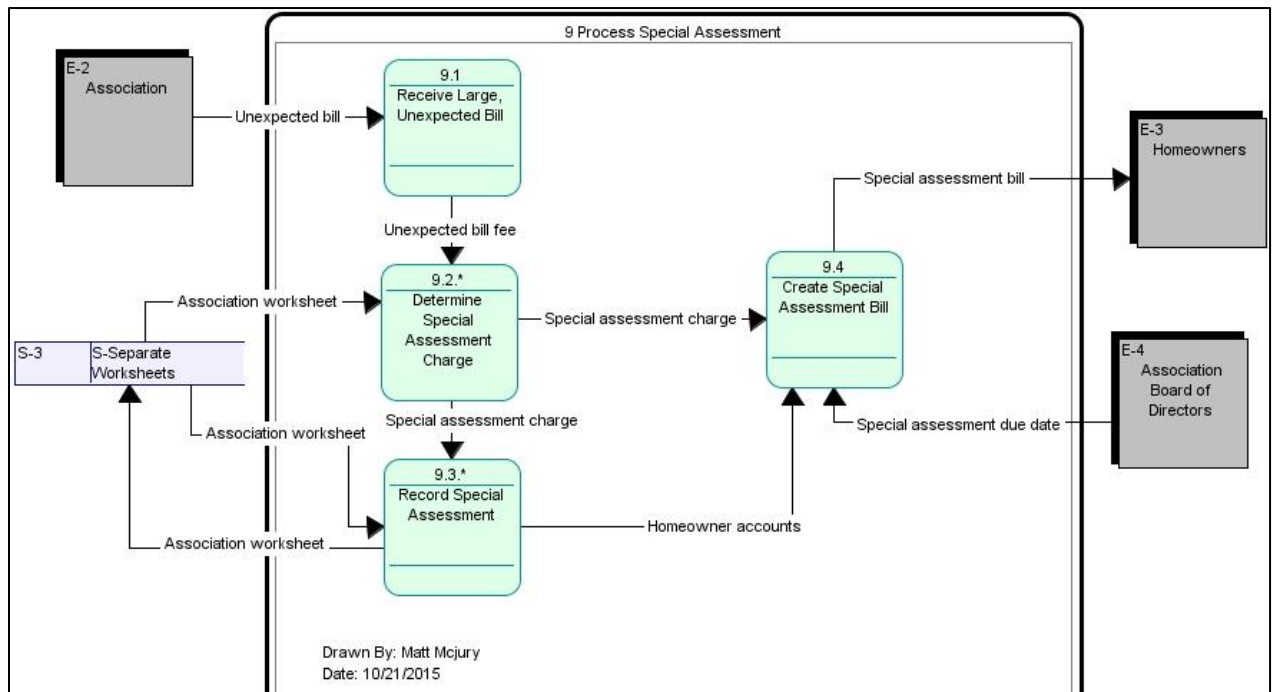 9 Process Special Assessment
E-2
Association
Unexpected bill
9.1
Receive Large,
Unexpected Bill
E-3
Homeowners
Special assessment bill
Unexpected bill fee
9.2.*
Determine
Special
Assessment
Charge
9.4
Create Special
Assessment Bill
Association worksheet
Special assessment charge
S-3
S-Separate
Worksheets
E-4
Association
Board of
Directors
Special assessment charge
Special assessment due date
Association worksheet
9.3.*
Record Special
Assessment
Homeowner accounts
Association worksheet
Drawn By: Matt Mcjury
Date: 10/21/2015